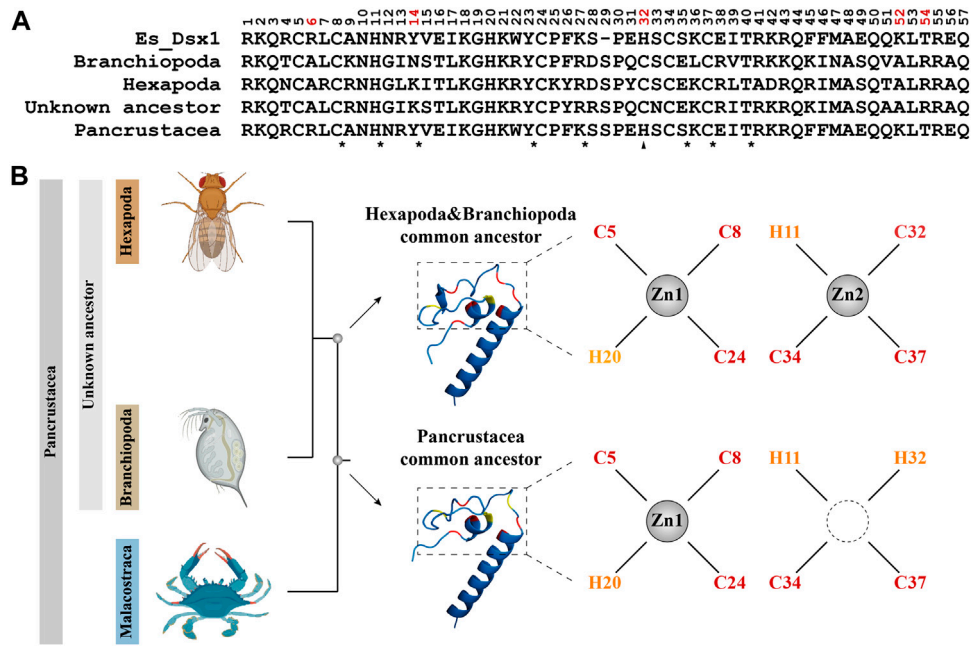 A
1 2 3 4 5 6 7 8 9 10 11 12 13 14 15 16 17 18 19 20 21 22 23 24 25 26 27 28 29 30 31 32 33 34 35 36 37 38 39 40 41 42 43 44 45 46 47 48 49 50 51 52 53 54 55 56 57
Es_Dsx1 RKQRCRLCANHNRYVEIKGHKWYCPFKS-PEHSCSKCEITRKRQFFMAEQQKLTREQ
Branchiopoda RKQTCALCKNHGINSTLKGHKRYCPFRDSPQCSCELCRVTRKKQKINASQVALRRAQ
Hexapoda RKQNCARCRNHGLKITLKGHKRYCKYRDSPYCKCEKCRLTADRQRIMASQTALRRAQ
Unknown ancestor RKQTCALCRNHGIKSTLKGHKRYCPYRRSPQCNCEKCRITRKRQKIMASQAALRRAQ
Pancrustacea RKQRCRLCANHNRYVEIKGHKWYCPFKSSPEHSCSKCEITRKRQFFMAEQQKLTREQ
* * * * * ▲ * * *
B
Pancrustacea
Unknown ancestor
Hexapoda
Branchiopoda
Malacostraca
Hexapoda&Branchiopoda
common ancestor
C5 C8 H11 C32
Zn1 Zn2
H20 C24 C34 C37
Pancrustacea
common ancestor
C5 C8 H11 H32
Zn1
H20 C24 C34 C37